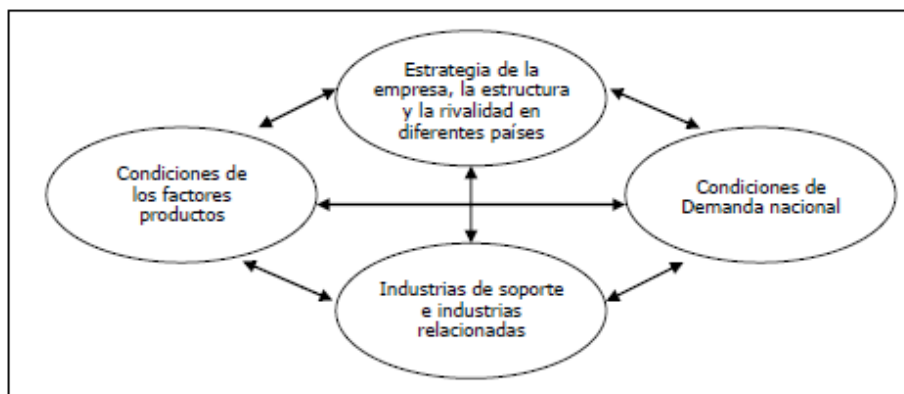 Estrategia de la
empresa, la estructura
y la rivalidad en
diferentes países
Condiciones de
los factores
productos
Condiciones de
Demanda nacional
Industrias de soporte
e industrias
relacionadas